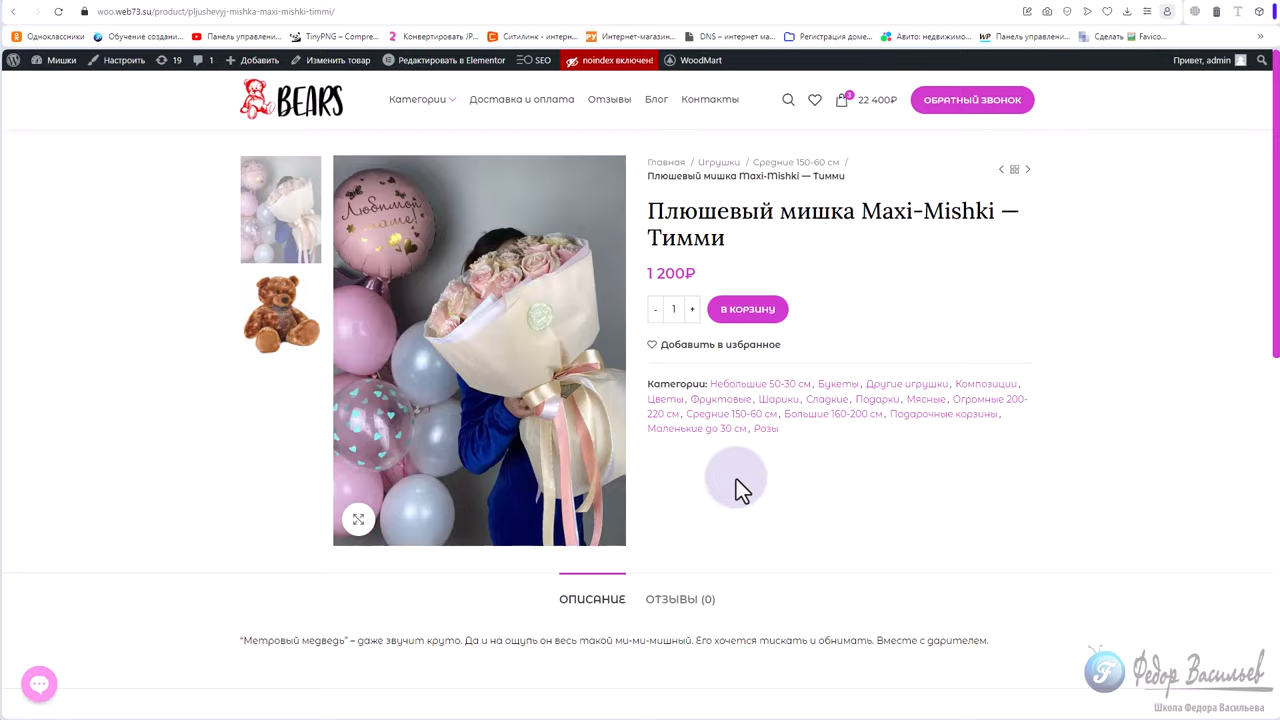 woo.web73.su/product/pljushevyj-mishka-maxi-mishki-timmi/
Одноклассники Обучение создани... Панель управлени... TinyPNG – Compre... Конвертировать JP... Ситилинк - интерн... Интернет-магазин... DNS – интернет ма... Регистрация доме... Авито: недвижимо... Панель управлени... Сделать Favico...
Мишки Настроить 19 1 Добавить Изменить товар Редактировать в Elementor SEO noindex включен! WoodMart Привет, admin
BEARS Категории Доставка и оплата Отзывы Блог Контакты 3 22 400₽ ОБРАТНЫЙ ЗВОНОК
Главная / Игрушки / Средние 150-60 см /
Плюшевый мишка Maxi-Mishki — Тимми
Плюшевый мишка Maxi-Mishki —
Тимми
1 200₽
- 1 + В КОРЗИНУ
Добавить в избранное
Категории: Небольшие 50-30 см, Букеты, Другие игрушки, Композиции,
Цветы, Фруктовые, Шарики, Сладкие, Подарки, Мясные, Огромные 200-
220 см, Средние 150-60 см, Большие 160-200 см, Подарочные корзины,
Маленькие до 30 см, Розы
Любимой
ОПИСАНИЕ ОТЗЫВЫ (0)
“Метровый медведь” – даже звучит круто. Да и на ощупь он весь такой ми-ми-мишный. Его хочется тискать и обнимать. Вместе с дарителем.
Федор Васильев
Школа Федора Васильева